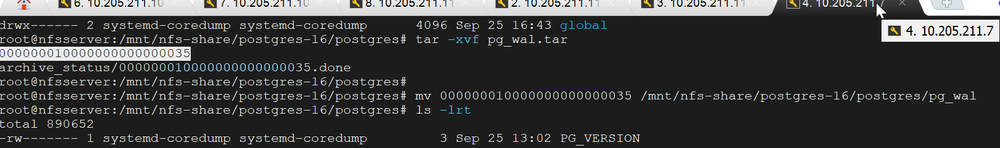 6. 10.205.211.10
7. 10.205.211.10
8. 10.205.211.11
2. 10.205.211.11
3. 10.205.211.11
4. 10.205.211.7
drwx------ 2 systemd-coredump systemd-coredump 4096 Sep 25 16:43 global
4. 10.205.211.7
root@nfsserver:/mnt/nfs-share/postgres-16/postgres# tar -xvf pg_wal.tar
000000010000000000000035
archive_status/000000010000000000000035.done
root@nfsserver:/mnt/nfs-share/postgres-16/postgres#
root@nfsserver:/mnt/nfs-share/postgres-16/postgres# mv 000000010000000000000035 /mnt/nfs-share/postgres-16/postgres/pg_wal
root@nfsserver:/mnt/nfs-share/postgres-16/postgres# ls -lrt
total 890652
-rw------- 1 systemd-coredump systemd-coredump 3 Sep 25 13:02 PG_VERSION